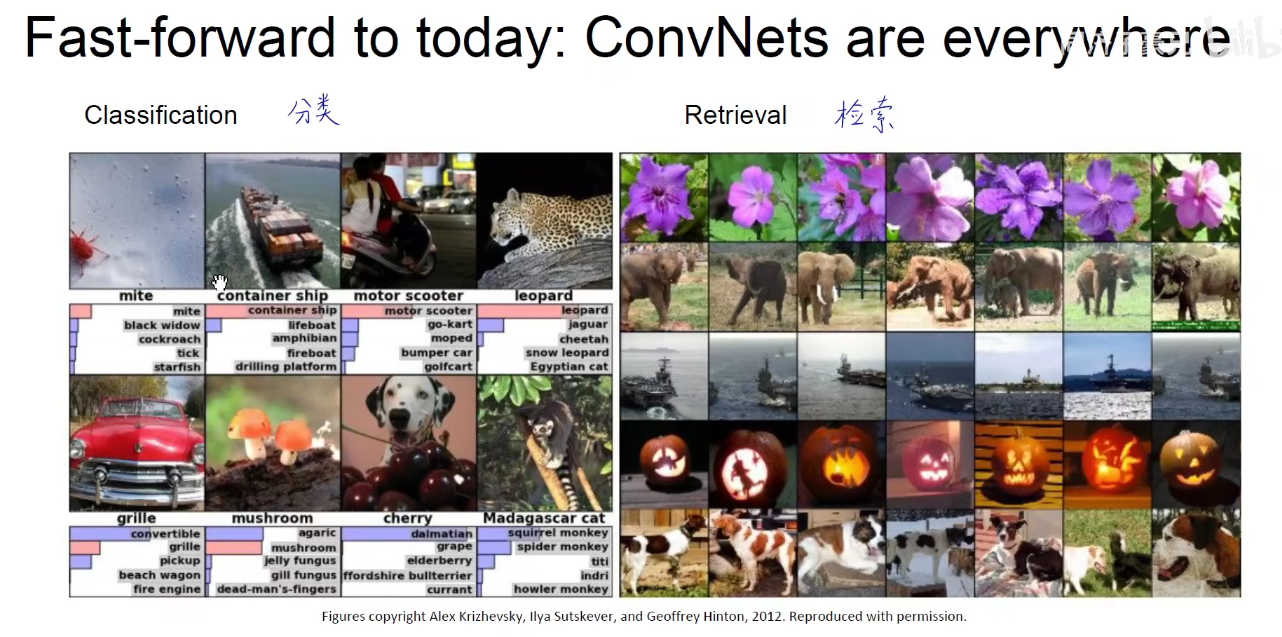 Fast-forward to today: ConvNets are everywhere
Classification 分类
Retrieval 检索
mite
container ship
motor scooter
leopard
mite
black widow
cockroach
tick
starfish
container ship
lifeboat
amphibian
fireboat
drilling platform
motor scooter
go-kart
moped
bumper car
golfcart
leopard
jaguar
cheetah
snow leopard
Egyptian cat
grille
mushroom
cherry
Madagascar cat
convertible
grille
pickup
beach wagon
fire engine
agaric
mushroom
jelly fungus
gill fungus
dead-man's-fingers
dalmatian
grape
elderberry
ffordshire bullterrier
currant
squirrel monkey
spider monkey
titi
indri
howler monkey
Figures copyright Alex Krizhevsky, Ilya Sutskever, and Geoffrey Hinton, 2012. Reproduced with permission.